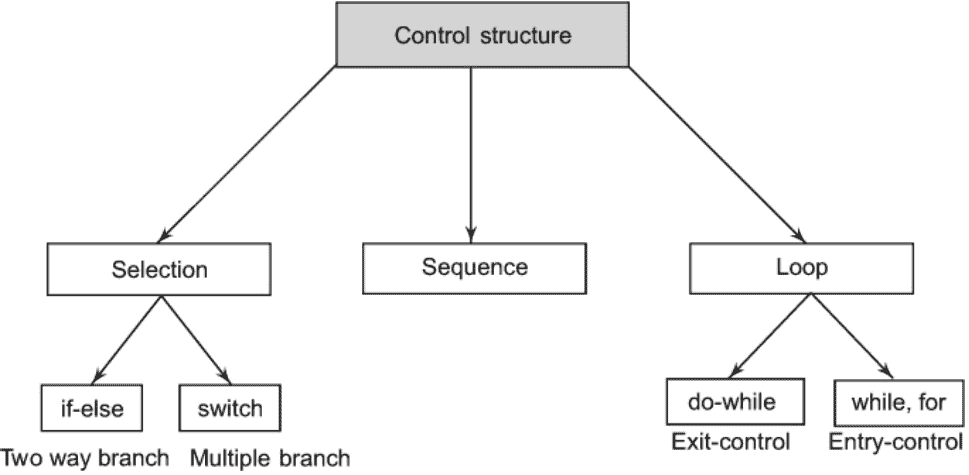 Control structure
Selection
Sequence
Loop
if-else
switch
do-while
while, for
Two way branch
Multiple branch
Exit-control
Entry-control